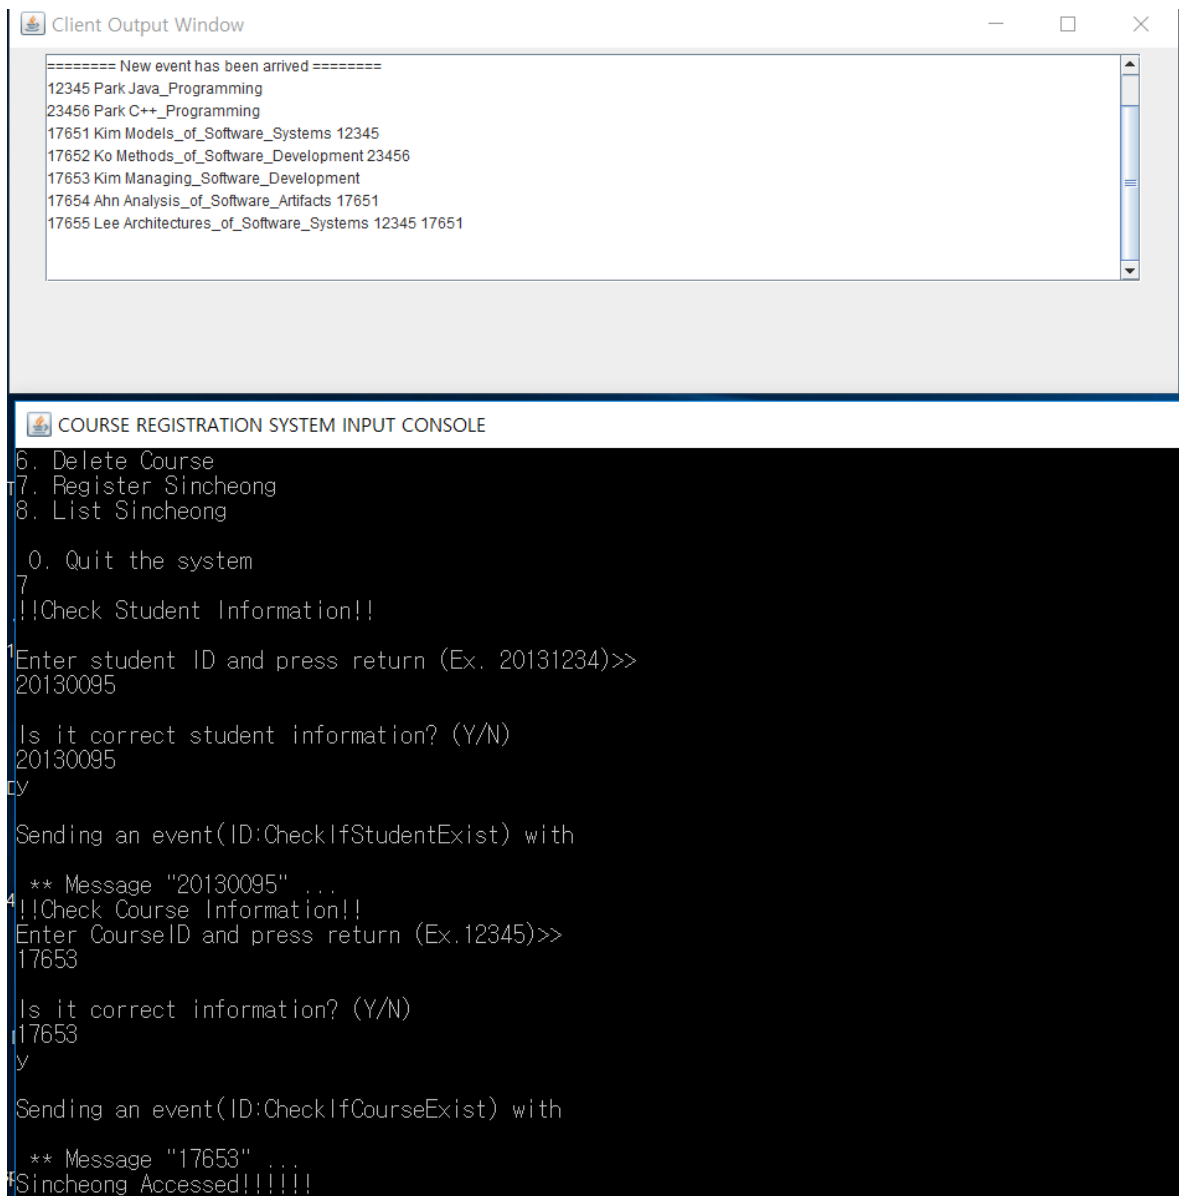 Client Output Window
======== New event has been arrived ========
12345 Park Java_Programming
23456 Park C++_Programming
17651 Kim Models_of_Software_Systems 12345
17652 Ko Methods_of_Software_Development 23456
17653 Kim Managing_Software_Development
17654 Ahn Analysis_of_Software_Artifacts 17651
17655 Lee Architectures_of_Software_Systems 12345 17651
COURSE REGISTRATION SYSTEM INPUT CONSOLE
6. Delete Course
7. Register Sincheong
8. List Sincheong
0. Quit the system
7
!!Check Student Information!!
Enter student ID and press return (Ex. 20131234)>>
20130095
Is it correct student information? (Y/N)
20130095
y
Sending an event(ID:CheckIfStudentExist) with
** Message "20130095" ...
!!Check Course Information!!
Enter CourseID and press return (Ex.12345)>>
17653
Is it correct information? (Y/N)
17653
y
Sending an event(ID:CheckIfCourseExist) with
** Message "17653" ...
Sincheong Accessed!!!!!!